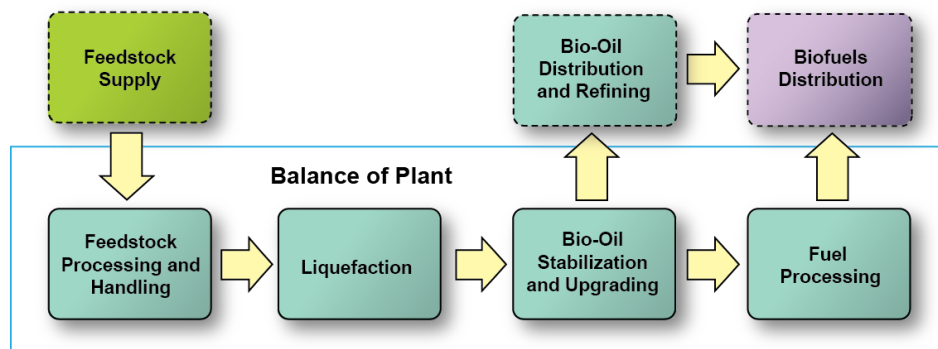 Feedstock
Supply
Bio-Oil
Distribution
and Refining
Biofuels
Distribution
Balance of Plant
Feedstock
Processing and
Handling
Liquefaction
Bio-Oil
Stabilization
and Upgrading
Fuel
Processing